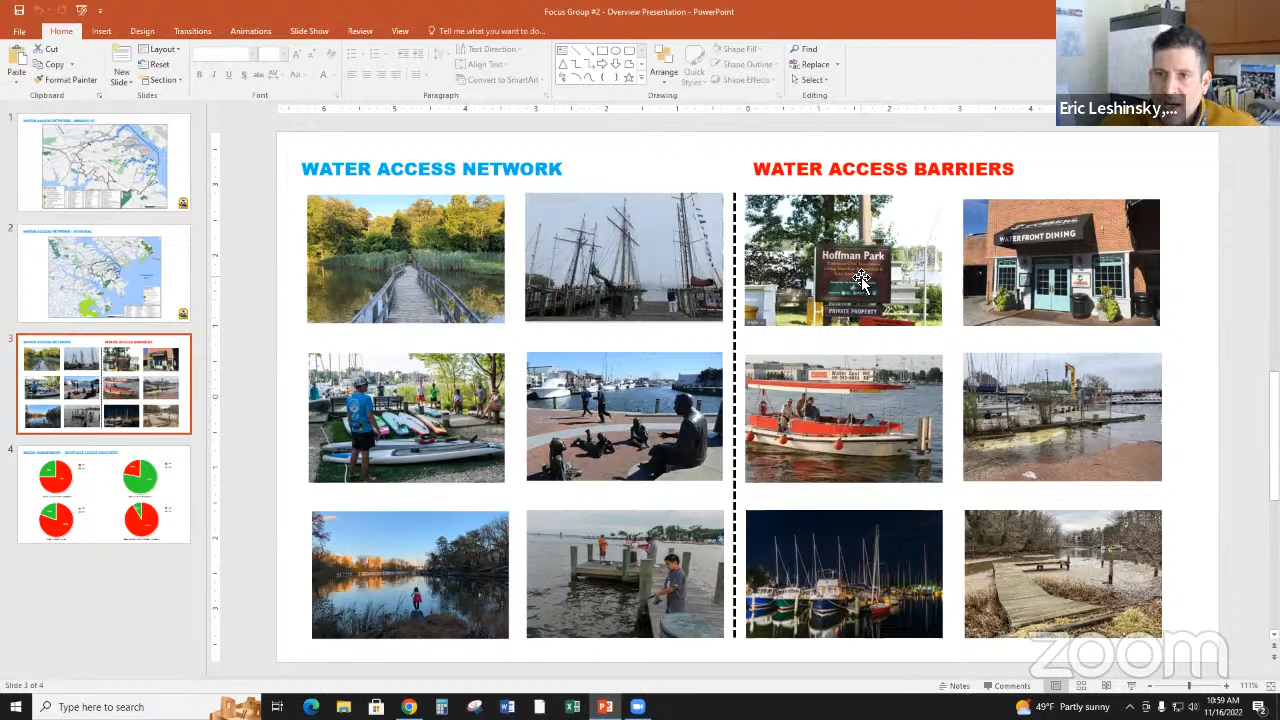 Focus Group #2 - Overview Presentation - PowerPoint
File
Home
Insert
Design
Transitions
Animations
Slide Show
Review
View
Tell me what you want to do...
Cut
Copy
Format Painter
Paste
Clipboard
New
Slide
Layout
Reset
Section
Slides
Font
Text Direction
Align Text
Convert to SmartArt
Paragraph
Arrange
Quick
Styles
Shape Fill
Shape Outline
Shape Effects
Drawing
Find
Replace
Select
Editing
Eric Leshinsky,...
WATER ACCESS NETWORK
WATER ACCESS BARRIERS
Hoffman Park
PRIVATE PROPERTY
WATERFRONT DINING
Water Taxi
zoom
Slide 3 of 4
Notes
Comments
111%
Type here to search
49°F Partly sunny
10:59 AM
11/16/2022